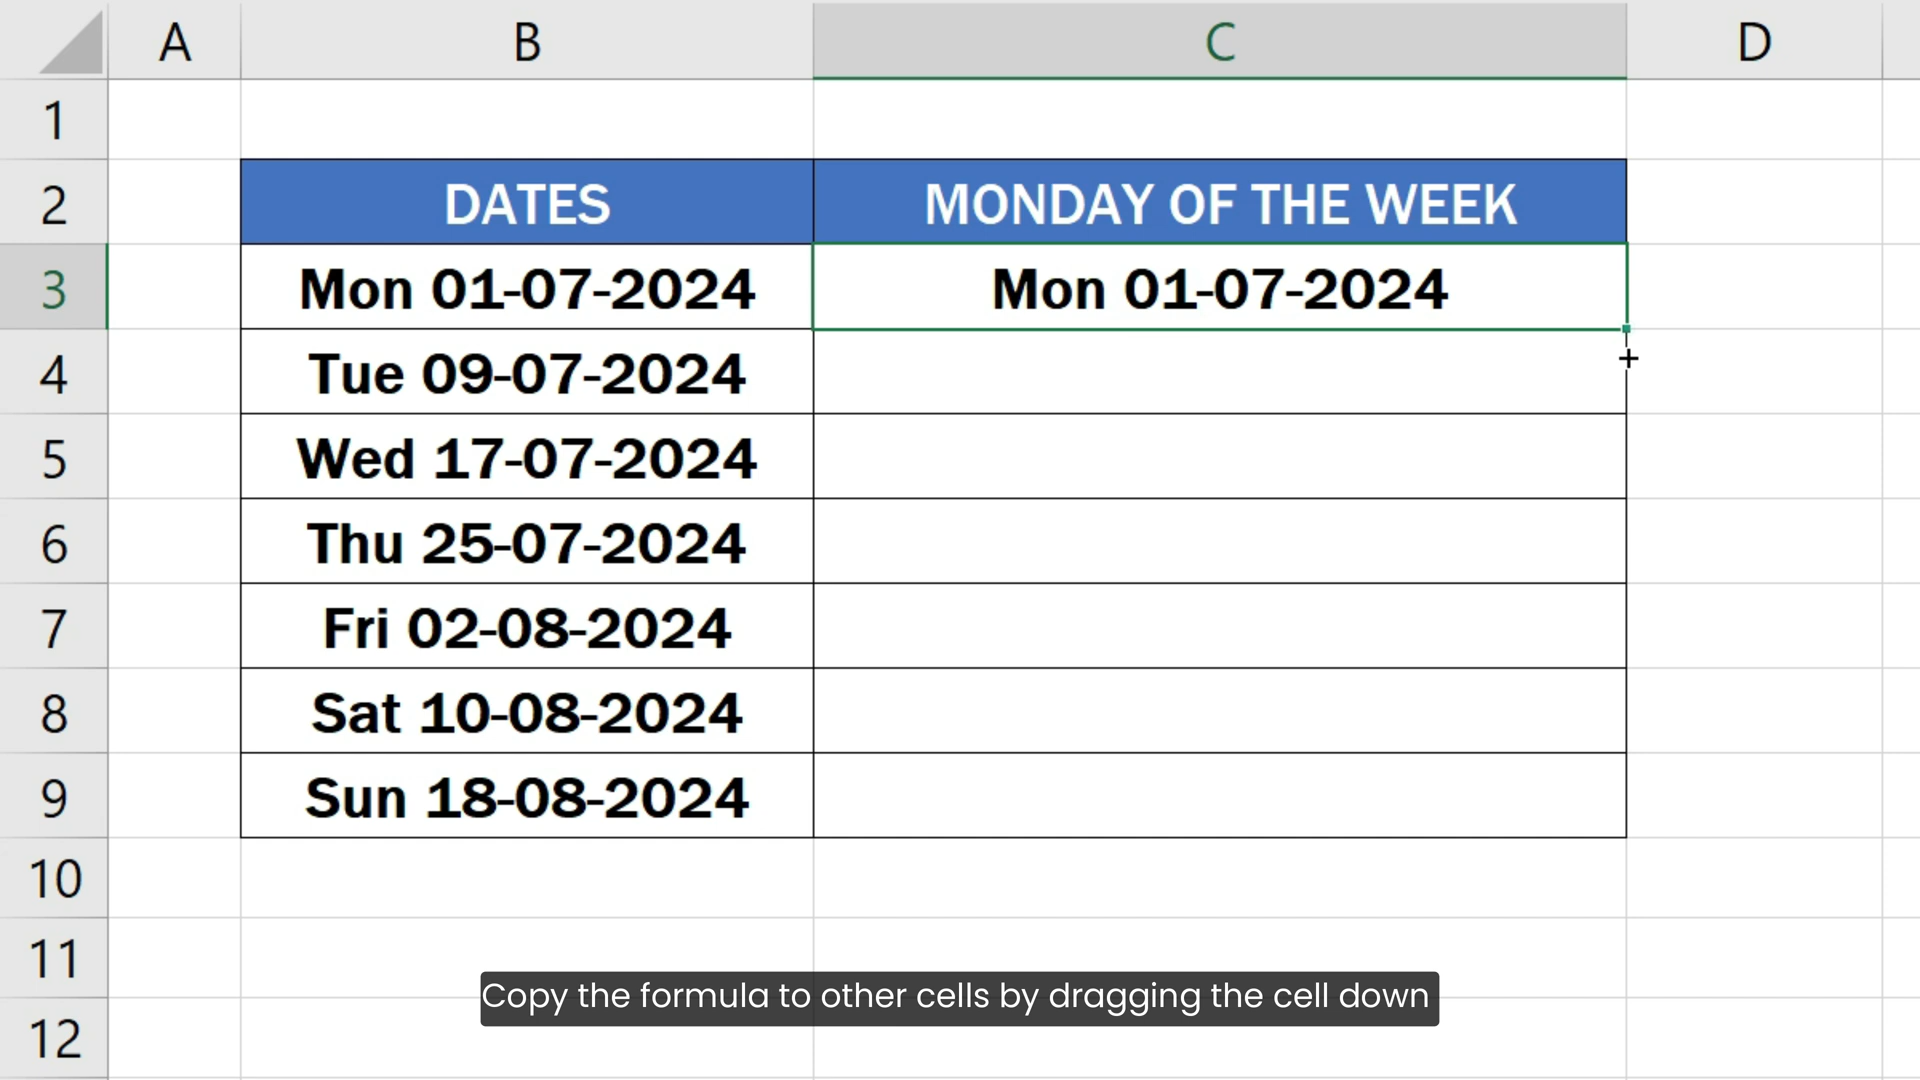 A B C D
1
2 DATES MONDAY OF THE WEEK
3 Mon 01-07-2024 Mon 01-07-2024
4 Tue 09-07-2024
5 Wed 17-07-2024
6 Thu 25-07-2024
7 Fri 02-08-2024
8 Sat 10-08-2024
9 Sun 18-08-2024
10
11
Copy the formula to other cells by dragging the cell down
12